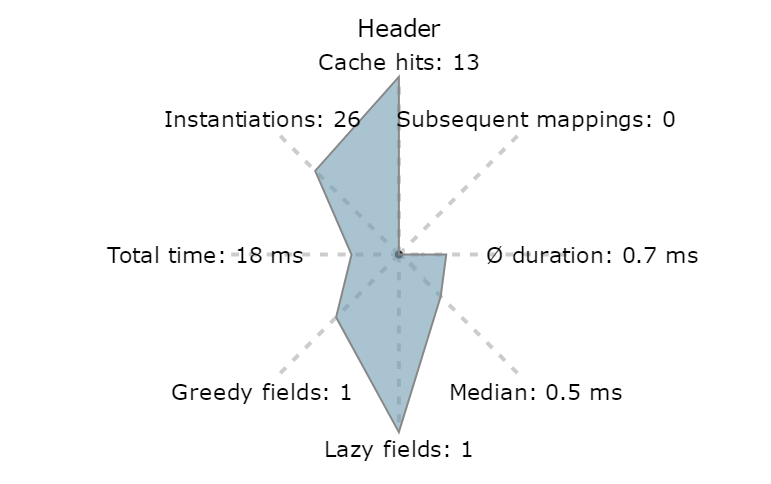 Header
Cache hits: 13
Instantiations: 26
Subsequent mappings: 0
Total time: 18 ms
Ø duration: 0.7 ms
Greedy fields: 1
Median: 0.5 ms
Lazy fields: 1